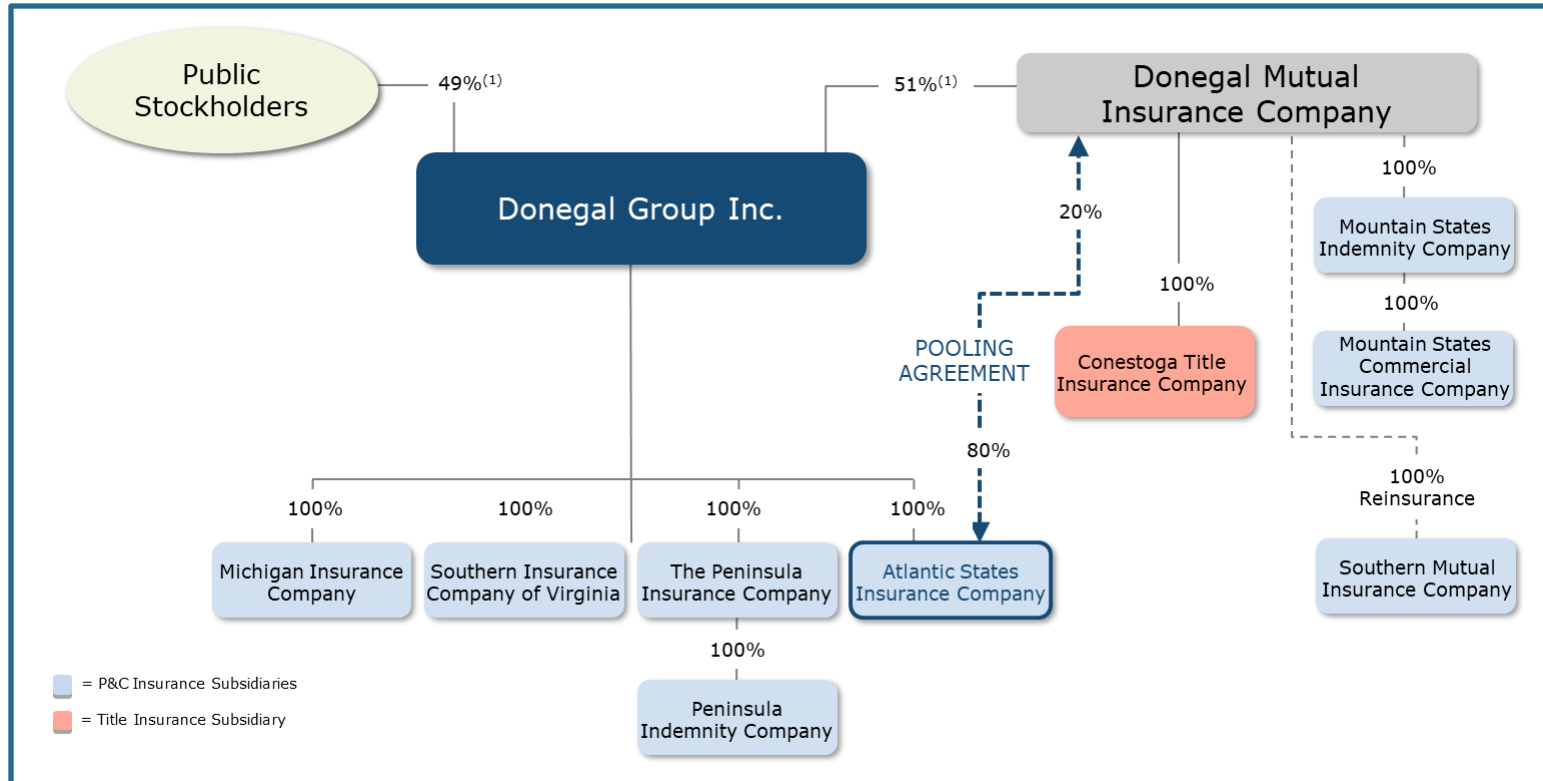 Public
Stockholders
49%(1)
51%(1)
Donegal Mutual
Insurance Company
Donegal Group Inc.
20%
100%
100%
Mountain States
Indemnity Company
100%
Mountain States
Commercial
Insurance Company
POOLING
AGREEMENT
Conestoga Title
Insurance Company
80%
100%
Reinsurance
Southern Mutual
Insurance Company
100%
100%
100%
100%
Michigan Insurance
Company
Southern Insurance
Company of Virginia
The Peninsula
Insurance Company
Atlantic States
Insurance Company
100%
Peninsula
Indemnity Company
= P&C Insurance Subsidiaries
= Title Insurance Subsidiary